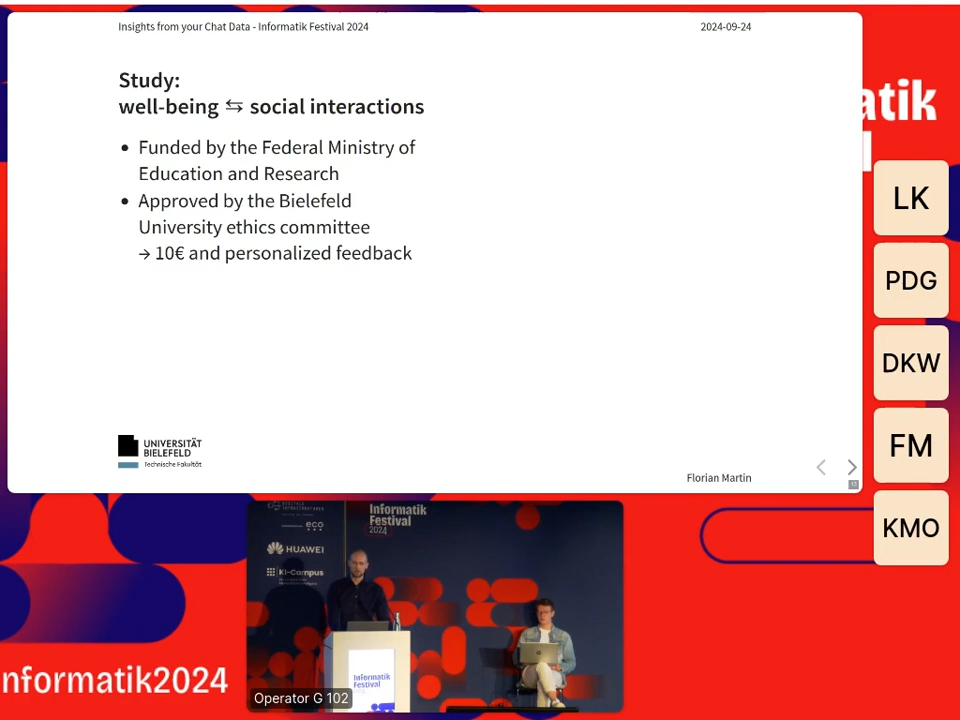 Insights from your Chat Data - Informatik Festival 2024
2024-09-24
Study:
well-being ⇆ social interactions
• Funded by the Federal Ministry of
Education and Research
• Approved by the Bielefeld
University ethics committee
→ 10€ and personalized feedback
UNIVERSITÄT
BIELEFELD
Technische Fakultät
Florian Martin
atik
LK
PDG
DKW
FM
KMO
eco
HUAWEI
KI-Campus
Informatik
Festival
2024
Informatik
Festival
Operator G 102
nformatik2024